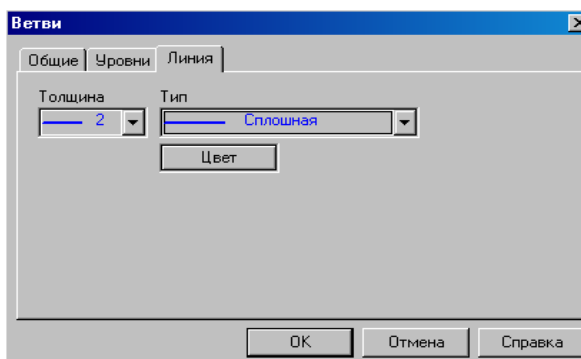 Ветви
Общие Уровни Линия
Толщина Тип
2 Сплошная
Цвет
OK Отмена Справка